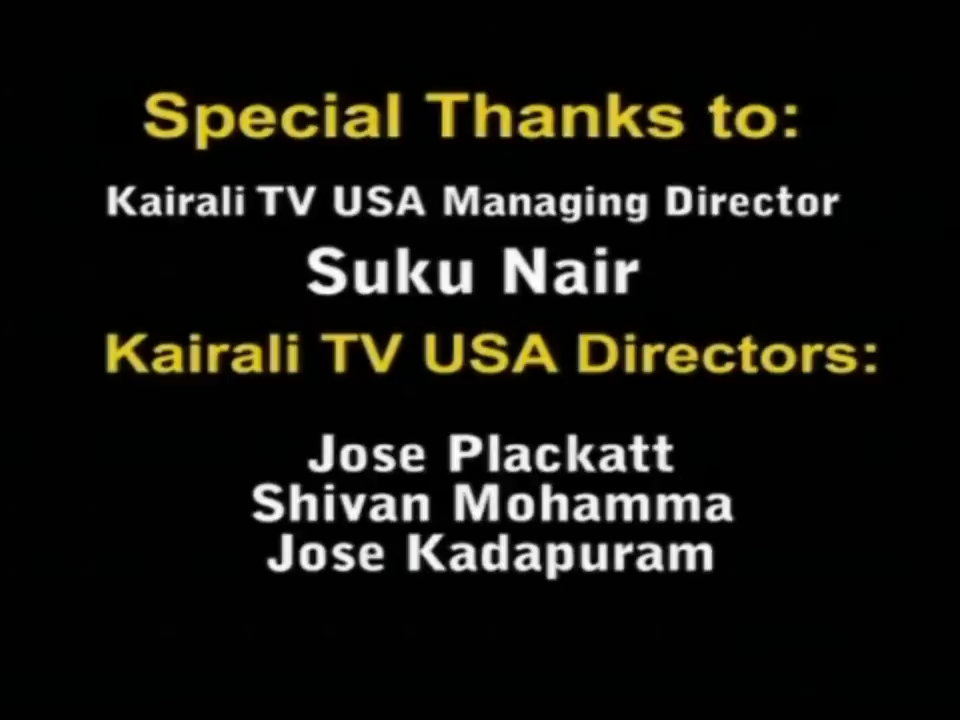 Special Thanks to:
Kairali TV USA Managing Director
Suku Nair
Kairali TV USA Directors:
Jose Plackatt
Shivan Mohamma
Jose Kadapuram